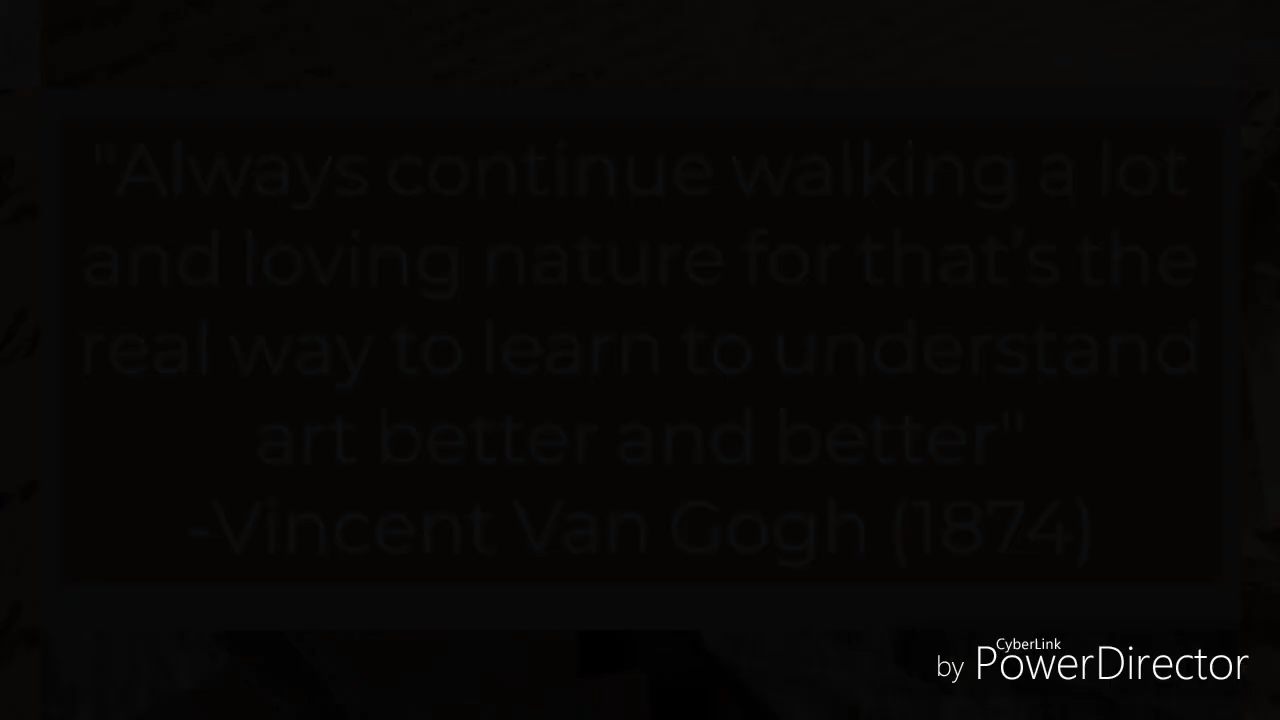 "Always continue walking a lot
and loving nature for that's the
real way to learn to understand
art better and better"
-Vincent Van Gogh (1874)
by CyberLink PowerDirector